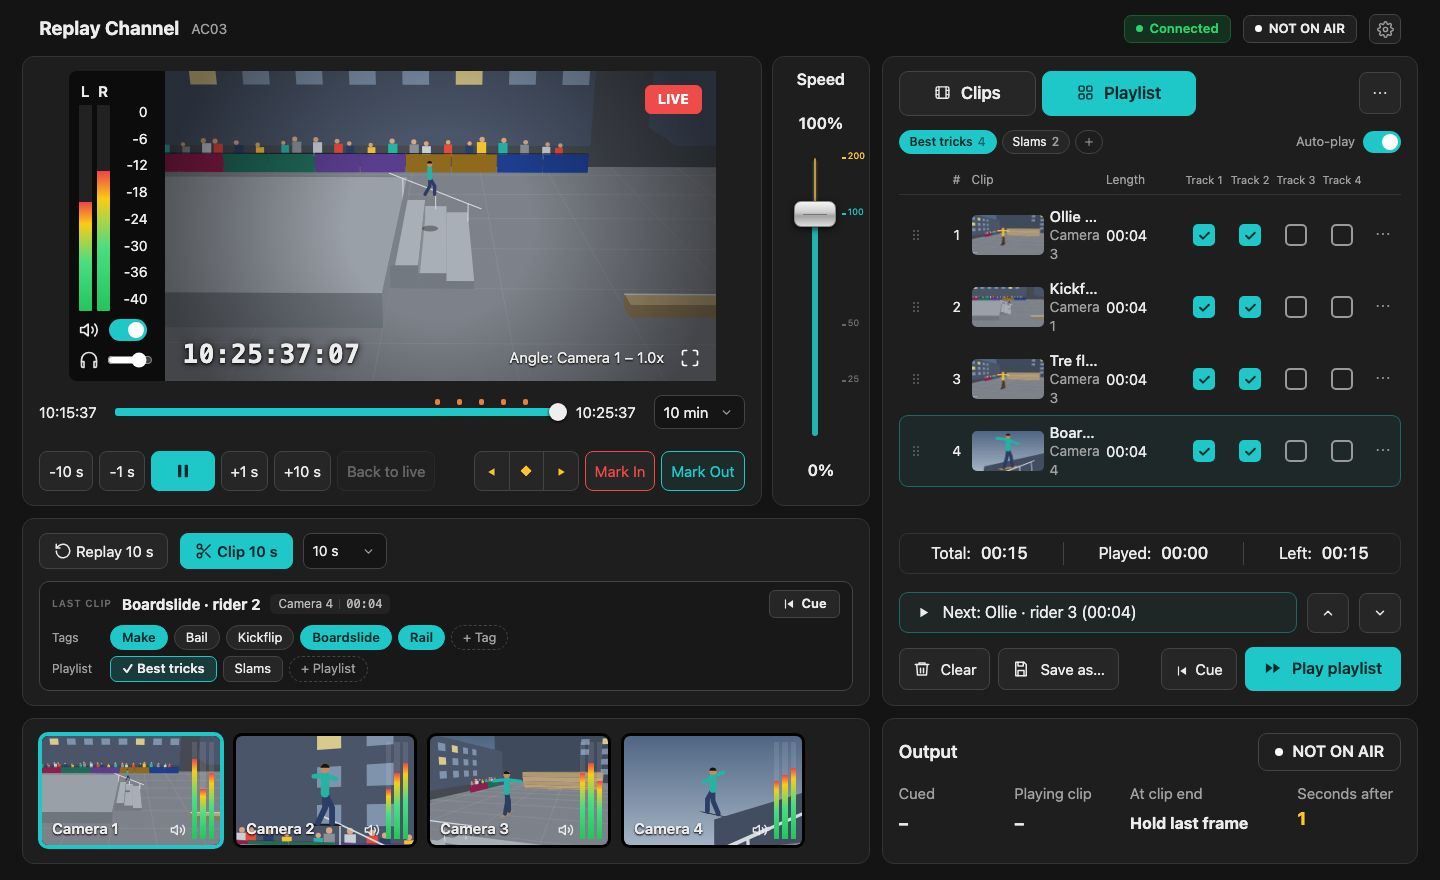 Replay Channel AC03
Connected
NOT ON AIR
L R
0
-6
-12
-18
-24
-30
-36
-40
LIVE
10:25:37:07
Angle: Camera 1 – 1.0x
10:15:37
10:25:37
10 min
-10 s
-1 s
+1 s
+10 s
Back to live
Mark In
Mark Out
Speed
100%
200
100
50
25
0%
Replay 10 s
Clip 10 s
10 s
LAST CLIP Boardslide · rider 2 Camera 4 00:04
Cue
Tags Make Bail Kickflip Boardslide Rail + Tag
Playlist Best tricks Slams + Playlist
Camera 1
Camera 2
Camera 3
Camera 4
Clips
Playlist
...
Best tricks 4
Slams 2
+
Auto-play
# Clip Length Track 1 Track 2 Track 3 Track 4
1 Ollie ...
Camera 3
00:04
...
2 Kickf...
Camera 1
00:04
...
3 Tre fl...
Camera 3
00:04
...
4 Boar...
Camera 4
00:04
...
Total: 00:15
Played: 00:00
Left: 00:15
Next: Ollie · rider 3 (00:04)
Clear
Save as...
Cue
Play playlist
Output
NOT ON AIR
Cued
–
Playing clip
–
At clip end
Hold last frame
Seconds after
1